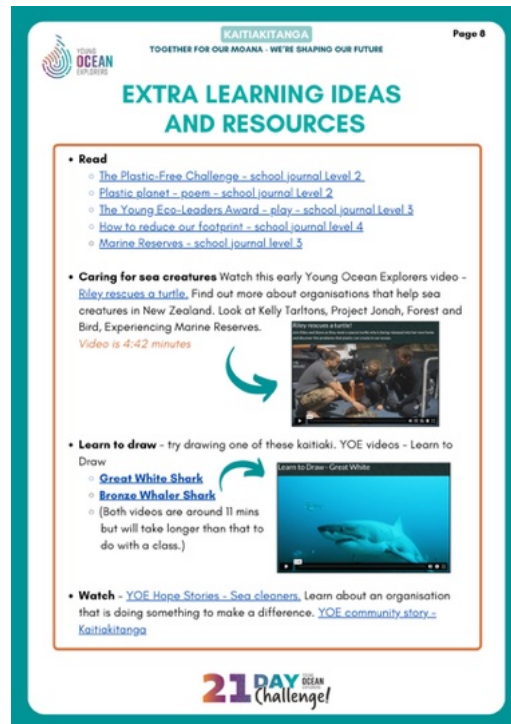 KAITIAKITANGA
Page 8
TOGETHER FOR OUR MOANA - WE'RE SHAPING OUR FUTURE
YOUNG
OCEAN
EXPLORERS
EXTRA LEARNING IDEAS
AND RESOURCES
• Read
○ The Plastic-Free Challenge - school journal Level 2
○ Plastic planet - poem - school journal Level 2
○ The Young Eco-Leaders Award - play - school journal Level 3
○ How to reduce our footprint - school journal level 4
○ Marine Reserves - school journal level 3
• Caring for sea creatures Watch this early Young Ocean Explorers video -
Riley rescues a turtle. Find out more about organisations that help sea
creatures in New Zealand. Look at Kelly Tarltons, Project Jonah, Forest and
Bird, Experiencing Marine Reserves.
Video is 4:42 minutes
Riley rescues a turtle!
• Learn to draw - try drawing one of these kaitiaki. YOE videos - Learn to
Draw
○ Great White Shark
○ Bronze Whaler Shark
○ (Both videos are around 11 mins
but will take longer than that to
do with a class.)
Learn to Draw - Great White
• Watch - YOE Hope Stories - Sea cleaners. Learn about an organisation
that is doing something to make a difference. YOE community story -
Kaitiakitanga
21 DAY YOUNG OCEAN EXPLORERS
Challenge!